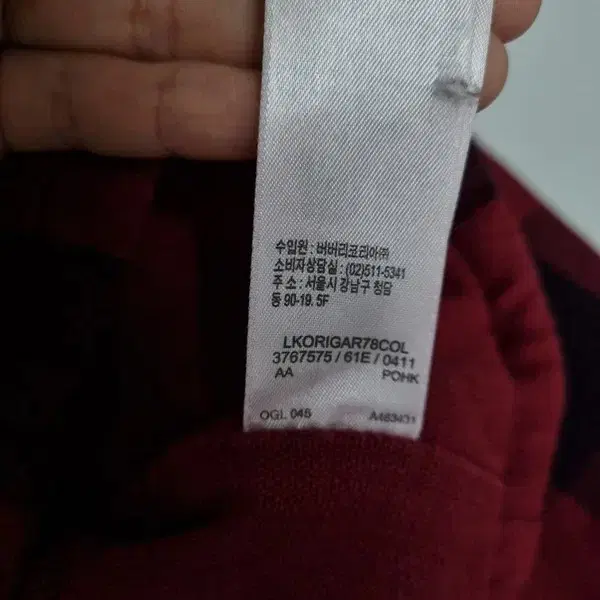 수입원 : 버버리코리아㈜
소비자상담실 : (02)511-5341
주 소 : 서울시 강남구 청담
동 90-19. 5F
LKORIGAR78COL
3767575 / 61E / 0411
AA POHK
OGL 045 A463431